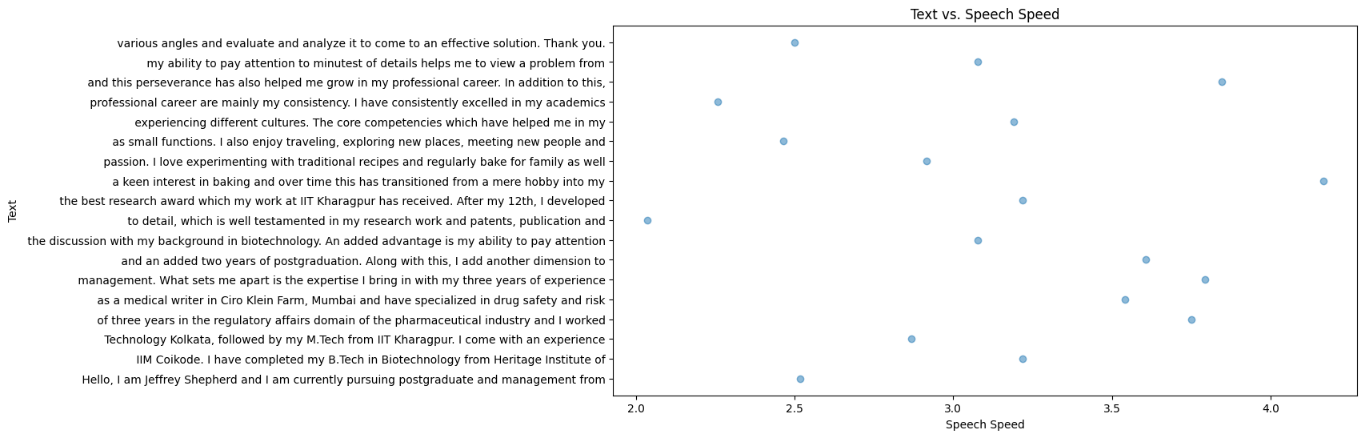 Text vs. Speech Speed
various angles and evaluate and analyze it to come to an effective solution. Thank you.
my ability to pay attention to minutest of details helps me to view a problem from
and this perseverance has also helped me grow in my professional career. In addition to this,
professional career are mainly my consistency. I have consistently excelled in my academics
experiencing different cultures. The core competencies which have helped me in my
as small functions. I also enjoy traveling, exploring new places, meeting new people and
passion. I love experimenting with traditional recipes and regularly bake for family as well
a keen interest in baking and over time this has transitioned from a mere hobby into my
the best research award which my work at IIT Kharagpur has received. After my 12th, I developed
to detail, which is well testamented in my research work and patents, publication and
the discussion with my background in biotechnology. An added advantage is my ability to pay attention
and an added two years of postgraduation. Along with this, I add another dimension to
management. What sets me apart is the expertise I bring in with my three years of experience
as a medical writer in Ciro Klein Farm, Mumbai and have specialized in drug safety and risk
of three years in the regulatory affairs domain of the pharmaceutical industry and I worked
Technology Kolkata, followed by my M.Tech from IIT Kharagpur. I come with an experience
IIM Coikode. I have completed my B.Tech in Biotechnology from Heritage Institute of
Hello, I am Jeffrey Shepherd and I am currently pursuing postgraduate and management from
Text
2.0 2.5 3.0 3.5 4.0
Speech Speed